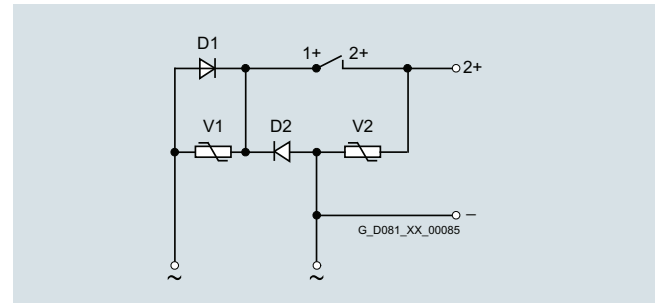 D1
1+ 2+
2+
V1 D2 V2
–
G_D081_XX_00085
~ ~